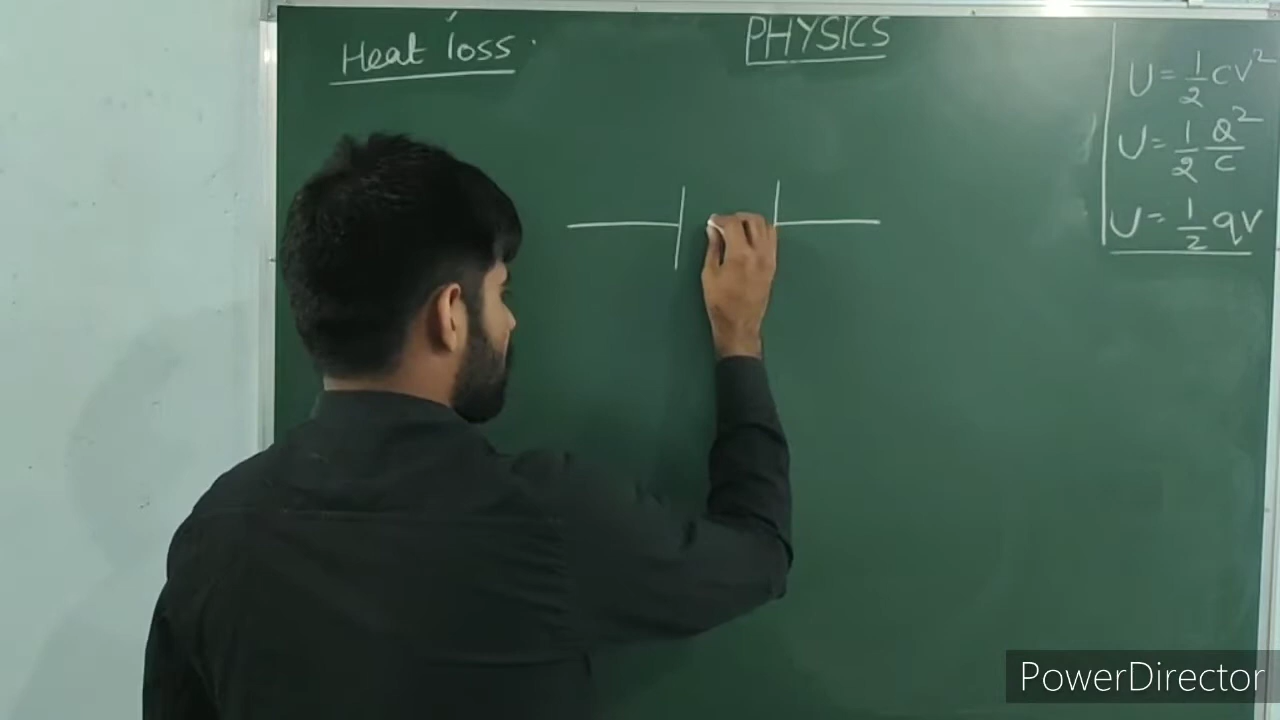 Heat loss.
PHYSICS
U = 1/2 CV²
U = 1/2 Q²/C
U = 1/2 qV
PowerDirector